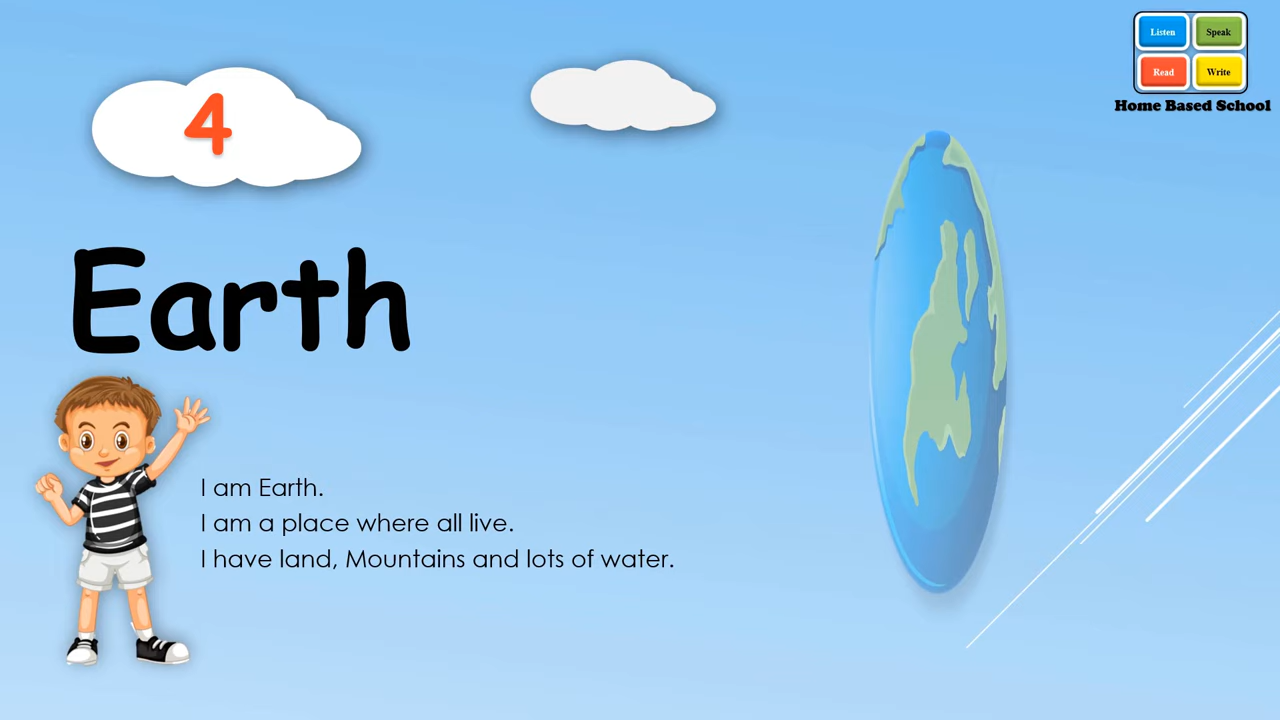 Listen Speak
Read Write
Home Based School
4
Earth
I am Earth.
I am a place where all live.
I have land, Mountains and lots of water.